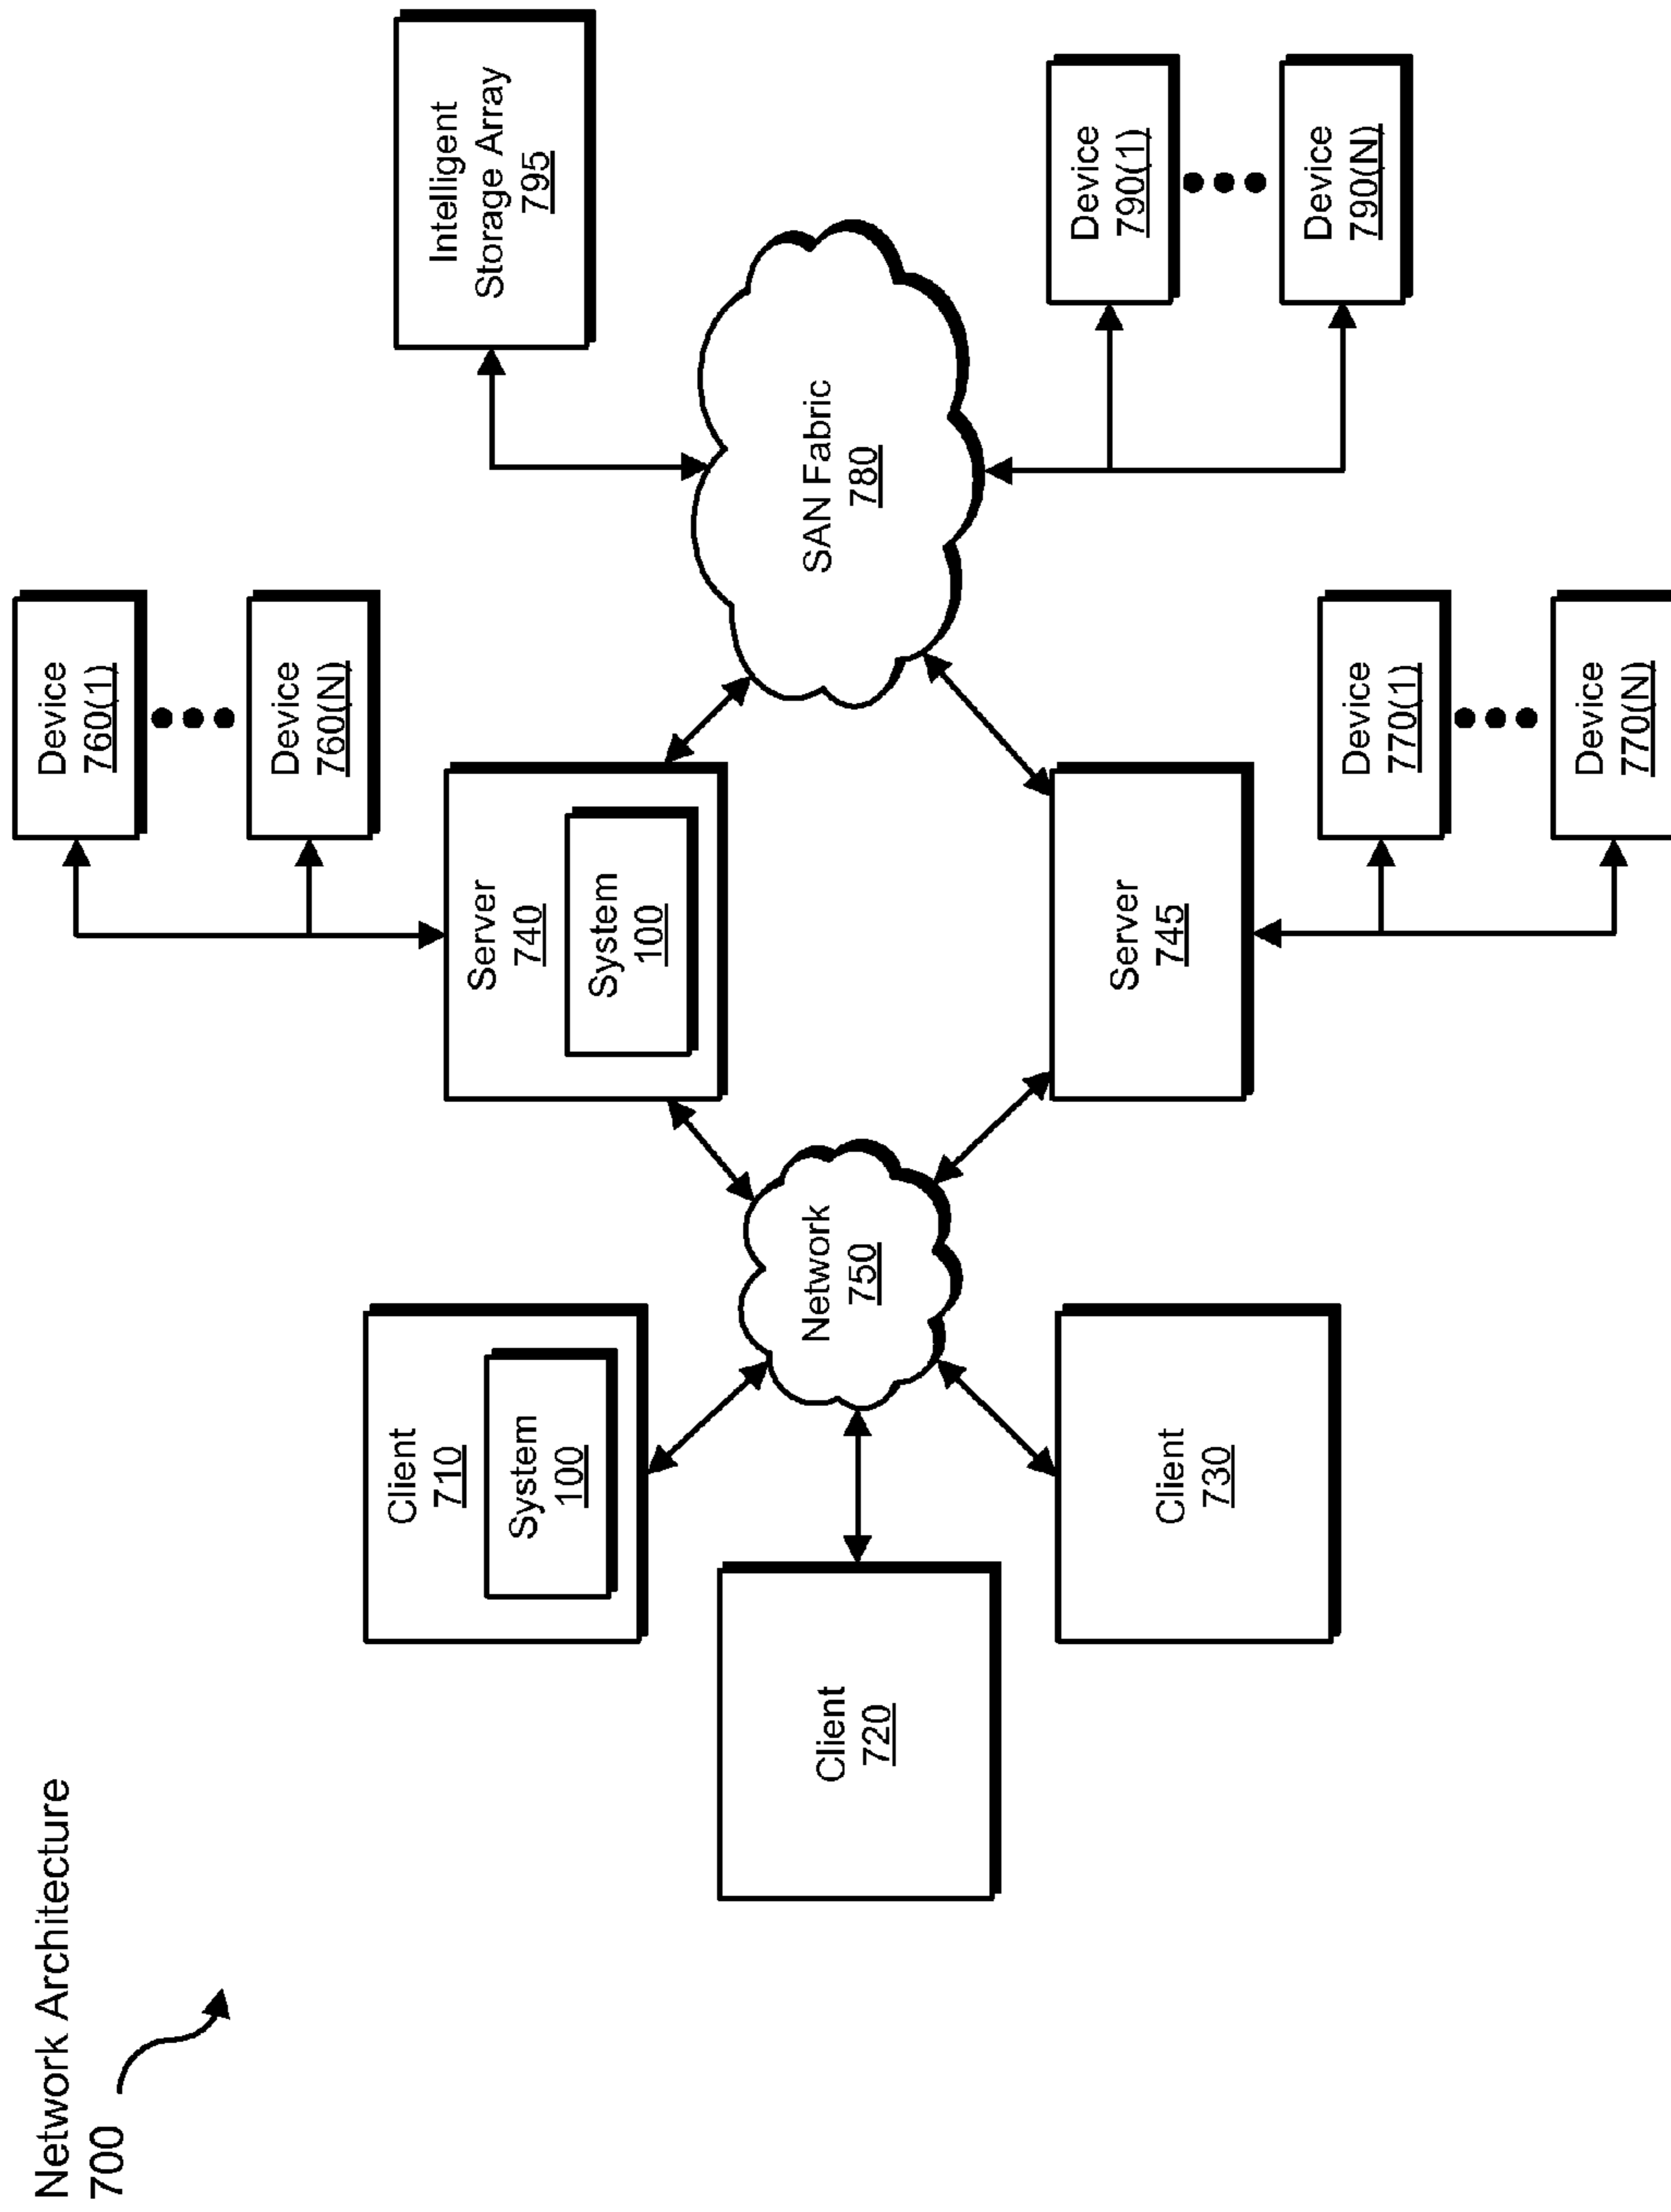 Network Architecture
700
Device
760(1)
Device
760(N)
Client
710
System
100
Server
740
System
100
Intelligent
Storage Array
795
Client
720
Network
750
SAN Fabric
780
Client
730
Server
745
Device
790(1)
Device
790(N)
Device
770(1)
Device
770(N)